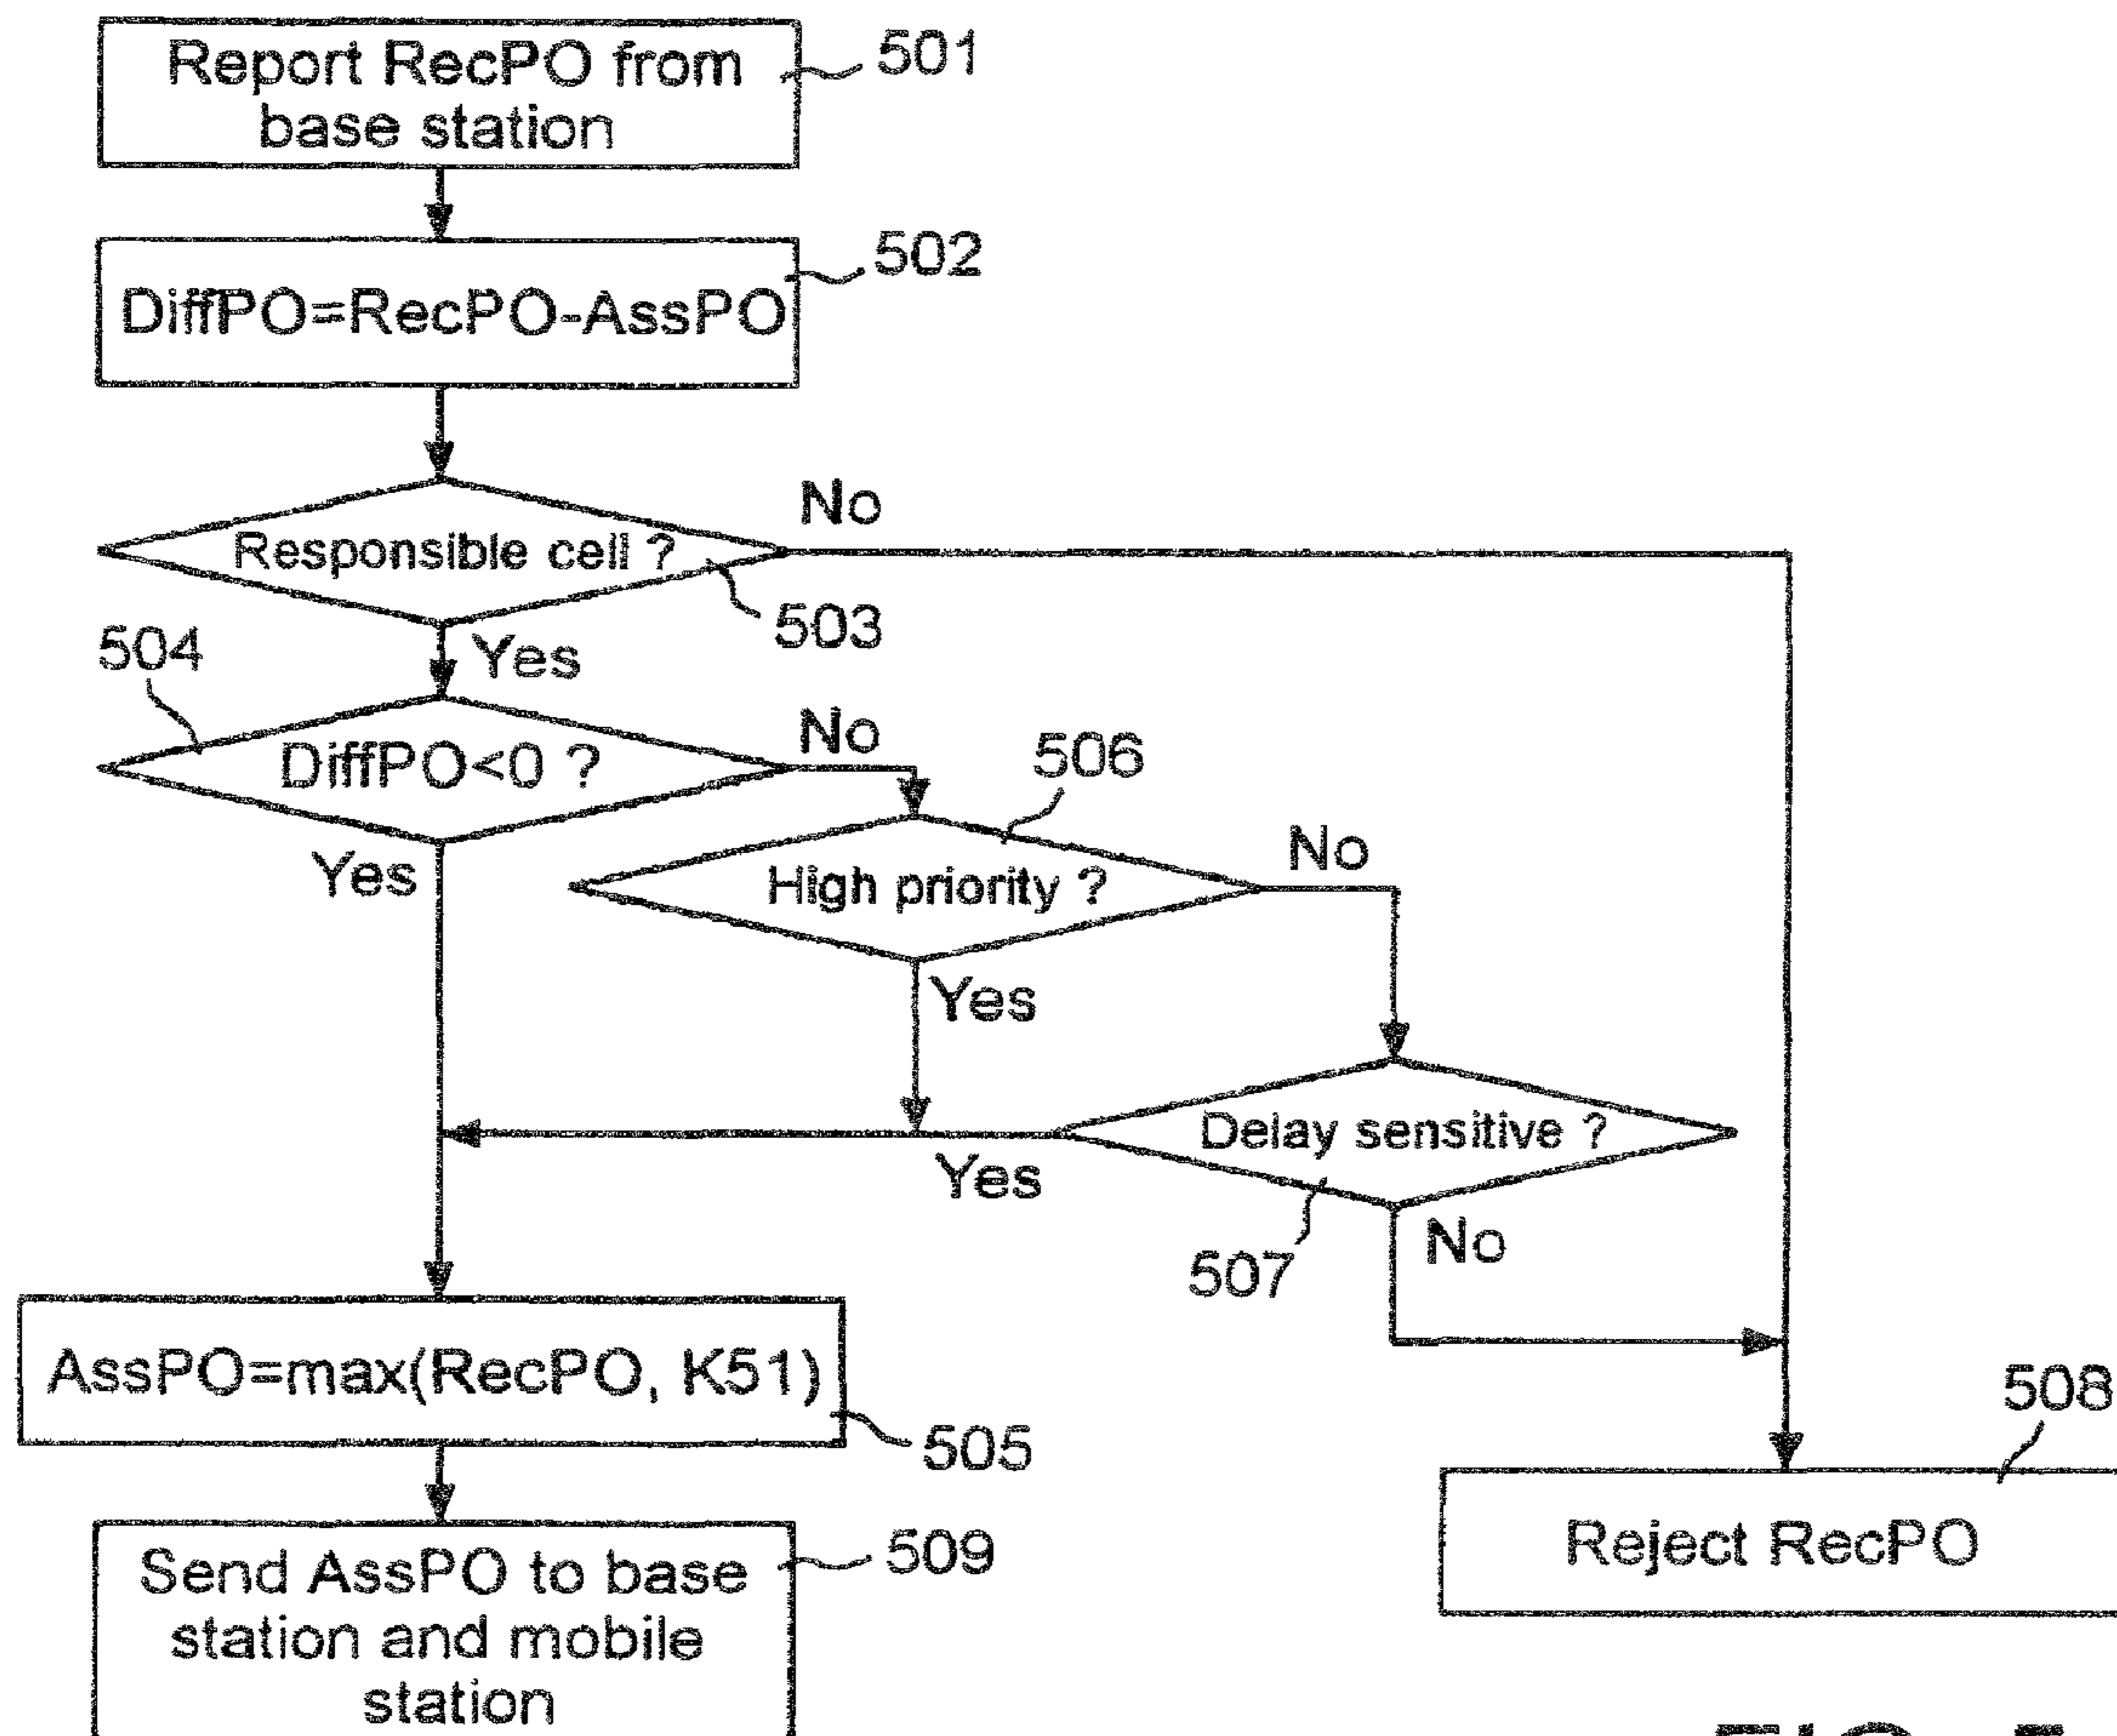 Report RecPO from
base station
501
DiffPO=RecPO-AssPO
502
Responsible cell ?
No
503
Yes
504
DiffPO<0 ?
No
506
Yes
High priority ?
No
Yes
Delay sensitive ?
Yes
507
No
AssPO=max(RecPO, K51)
505
508
Reject RecPO
Send AssPO to base
station and mobile
station
509